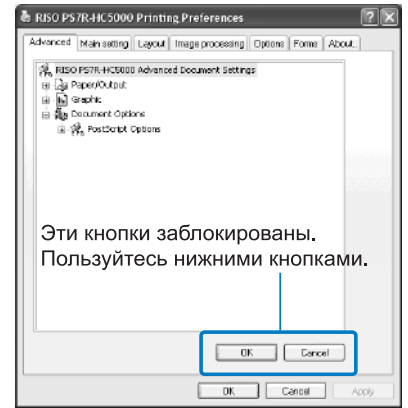 RISO PS7R-HC5000 Printing Preferences
Advanced Main setting Layout Image processing Options Forms About..
RISO PS7R-HC5000 Advanced Document Settings
Paper/Output
Graphic
Document Options
PostScript Options
Эти кнопки заблокированы.
Пользуйтесь нижними кнопками.
OK Cancel
OK Cancel Apply